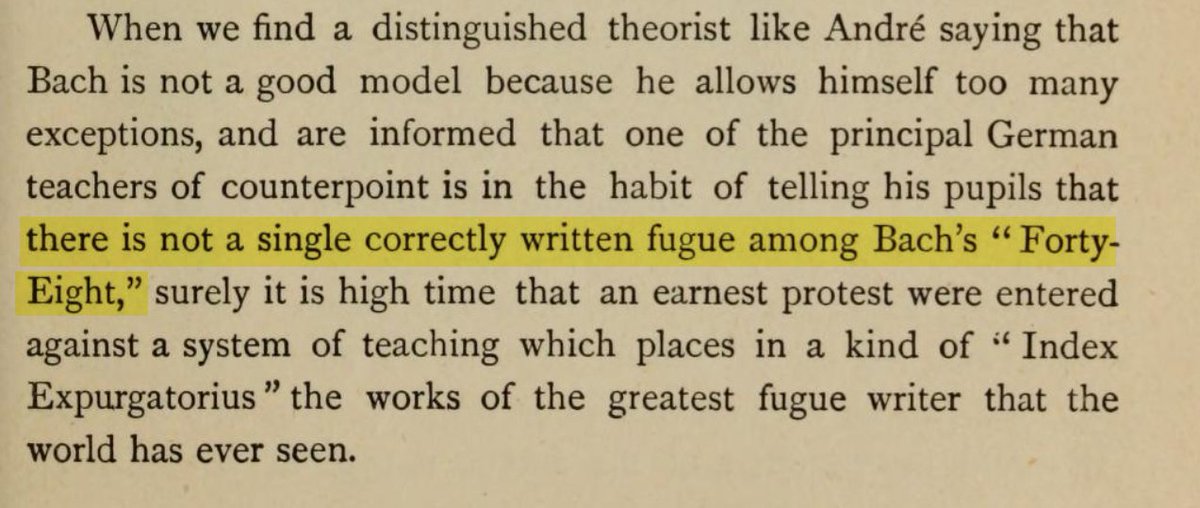 When we find a distinguished theorist like André saying that
Bach is not a good model because he allows himself too many
exceptions, and are informed that one of the principal German
teachers of counterpoint is in the habit of telling his pupils that
there is not a single correctly written fugue among Bach's “ Forty-
Eight,” surely it is high time that an earnest protest were entered
against a system of teaching which places in a kind of “ Index
Expurgatorius ” the works of the greatest fugue writer that the
world has ever seen.